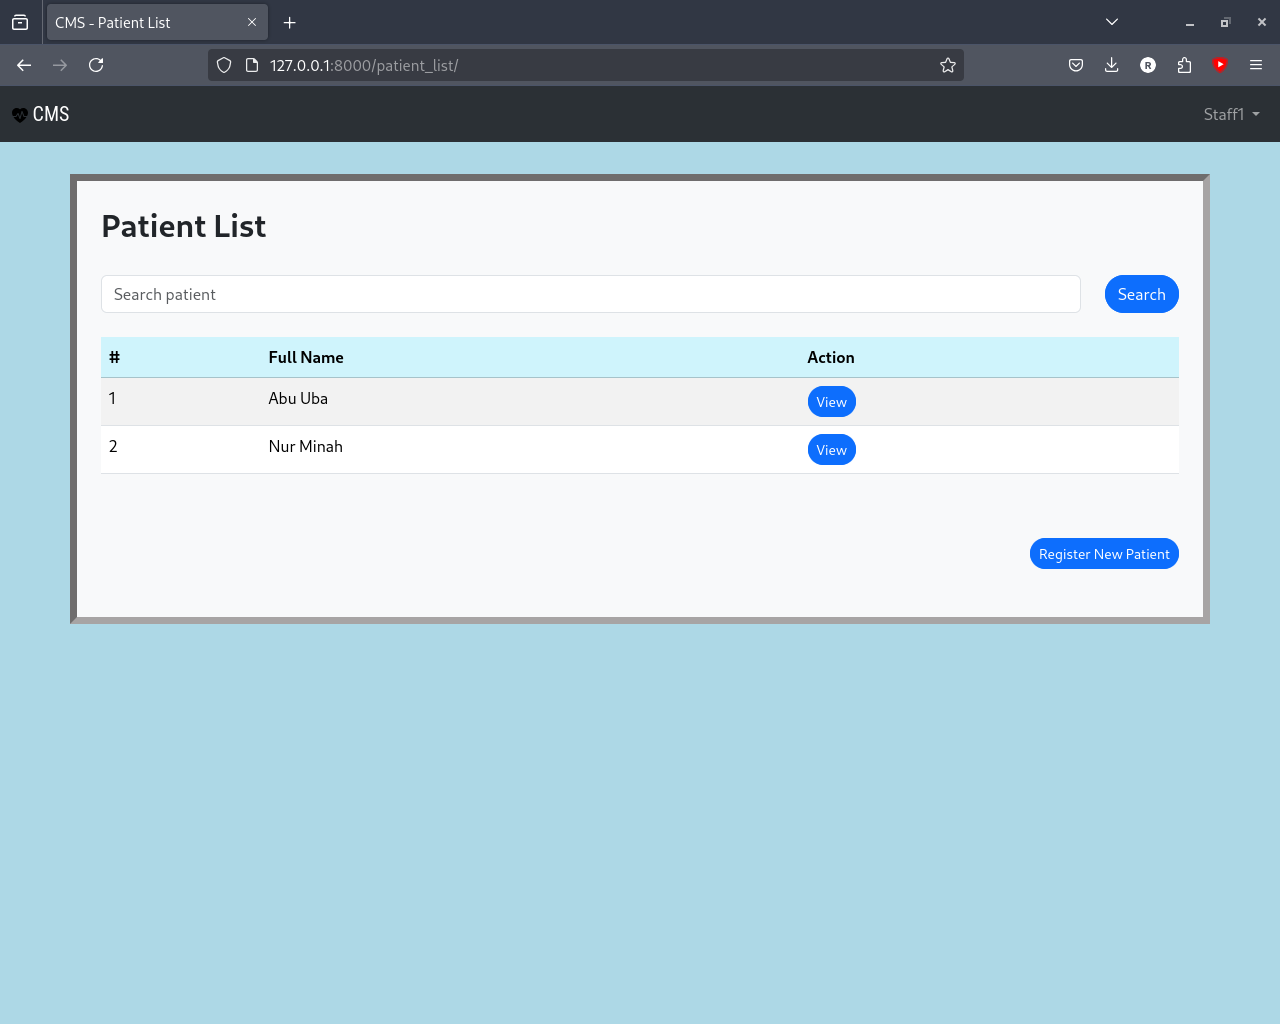 CMS - Patient List
127.0.0.1:8000/patient_list/
R
CMS
Staff1
Patient List
Search patient
Search
# Full Name Action
1 Abu Uba View
2 Nur Minah View
Register New Patient